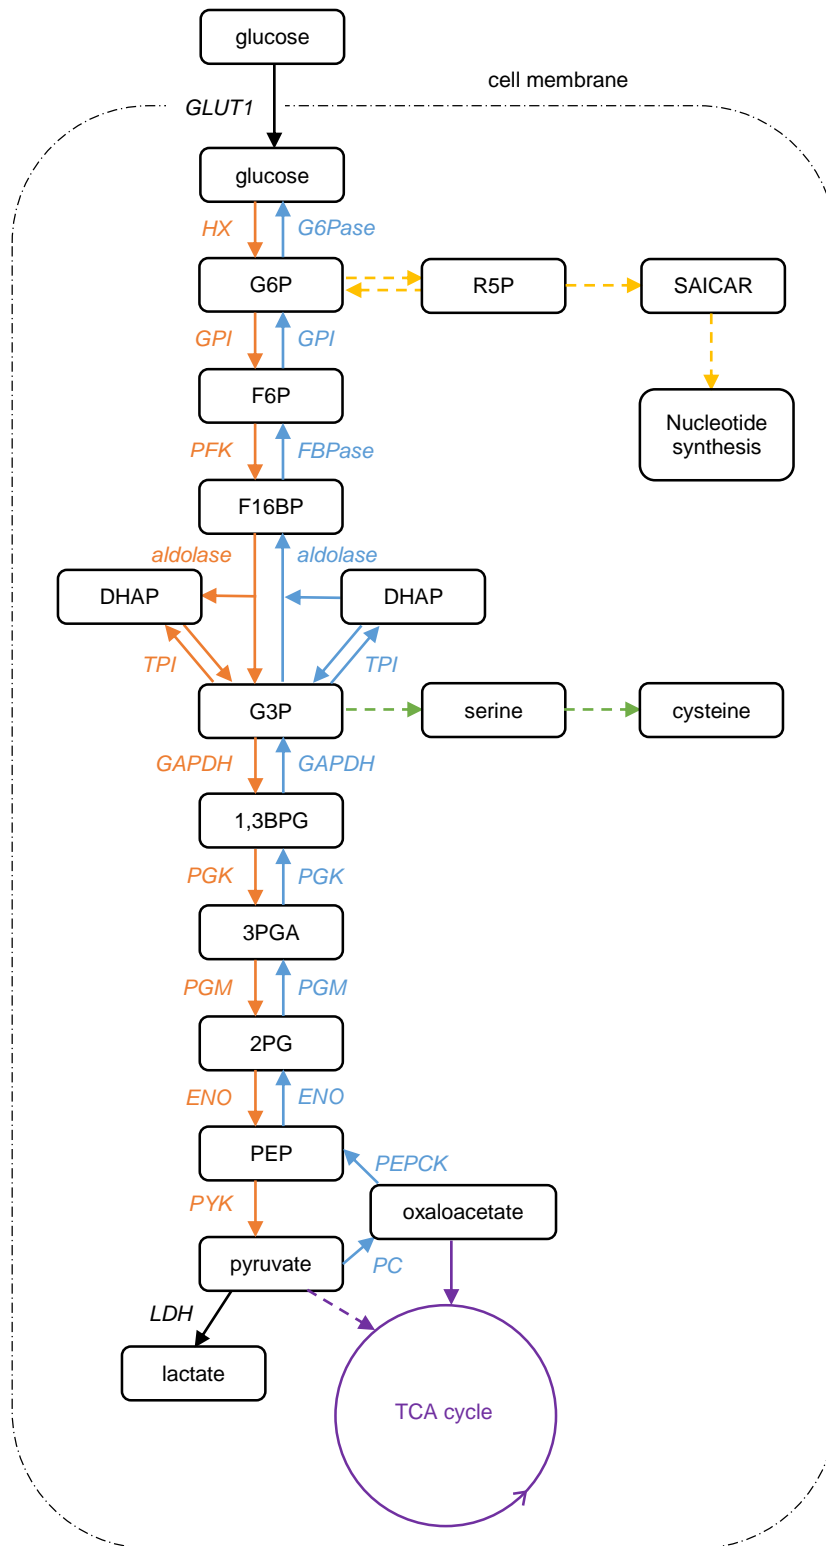 glucose
cell membrane
GLUT1
glucose
HX
G6Pase
G6P
R5P
SAICAR
GPI
GPI
F6P
Nucleotide
synthesis
PFK
FBPase
F16BP
aldolase
aldolase
DHAP
DHAP
TPI
TPI
G3P
serine
cysteine
GAPDH
GAPDH
1,3BPG
PGK
PGK
3PGA
PGM
PGM
2PG
ENO
ENO
PEP
PEPCK
PYK
oxaloacetate
pyruvate
PC
LDH
lactate
TCA cycle